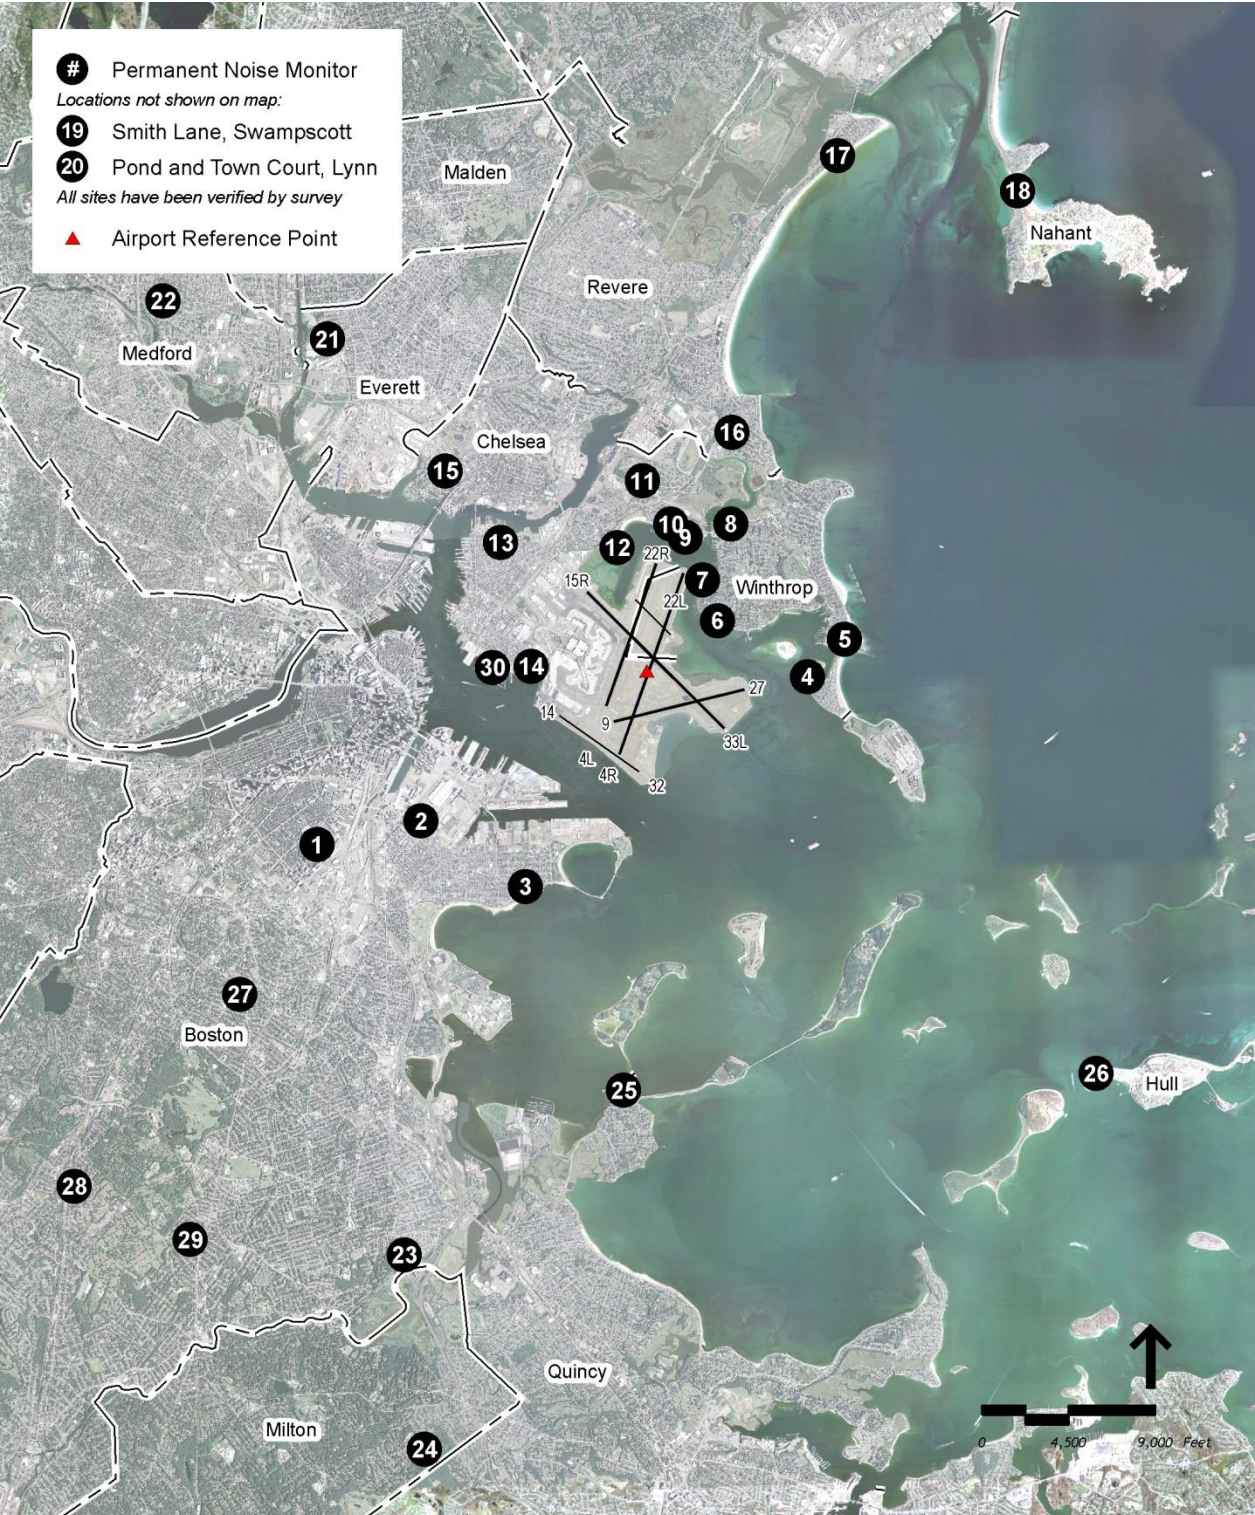 # Permanent Noise Monitor
Locations not shown on map:
19 Smith Lane, Swampscott
20 Pond and Town Court, Lynn
All sites have been verified by survey
Airport Reference Point
17
Malden
18
Nahant
Revere
22
21
Medford
Everett
16
Chelsea
15
11
10
8
9
13
12
22R
15R
7
Winthrop
22L
6
5
30
14
4
27
14
9
33L
4L
4R
32
2
1
3
27
Boston
25
26
Hull
28
29
23
Quincy
Milton
24
0 4,500 9,000 Feet